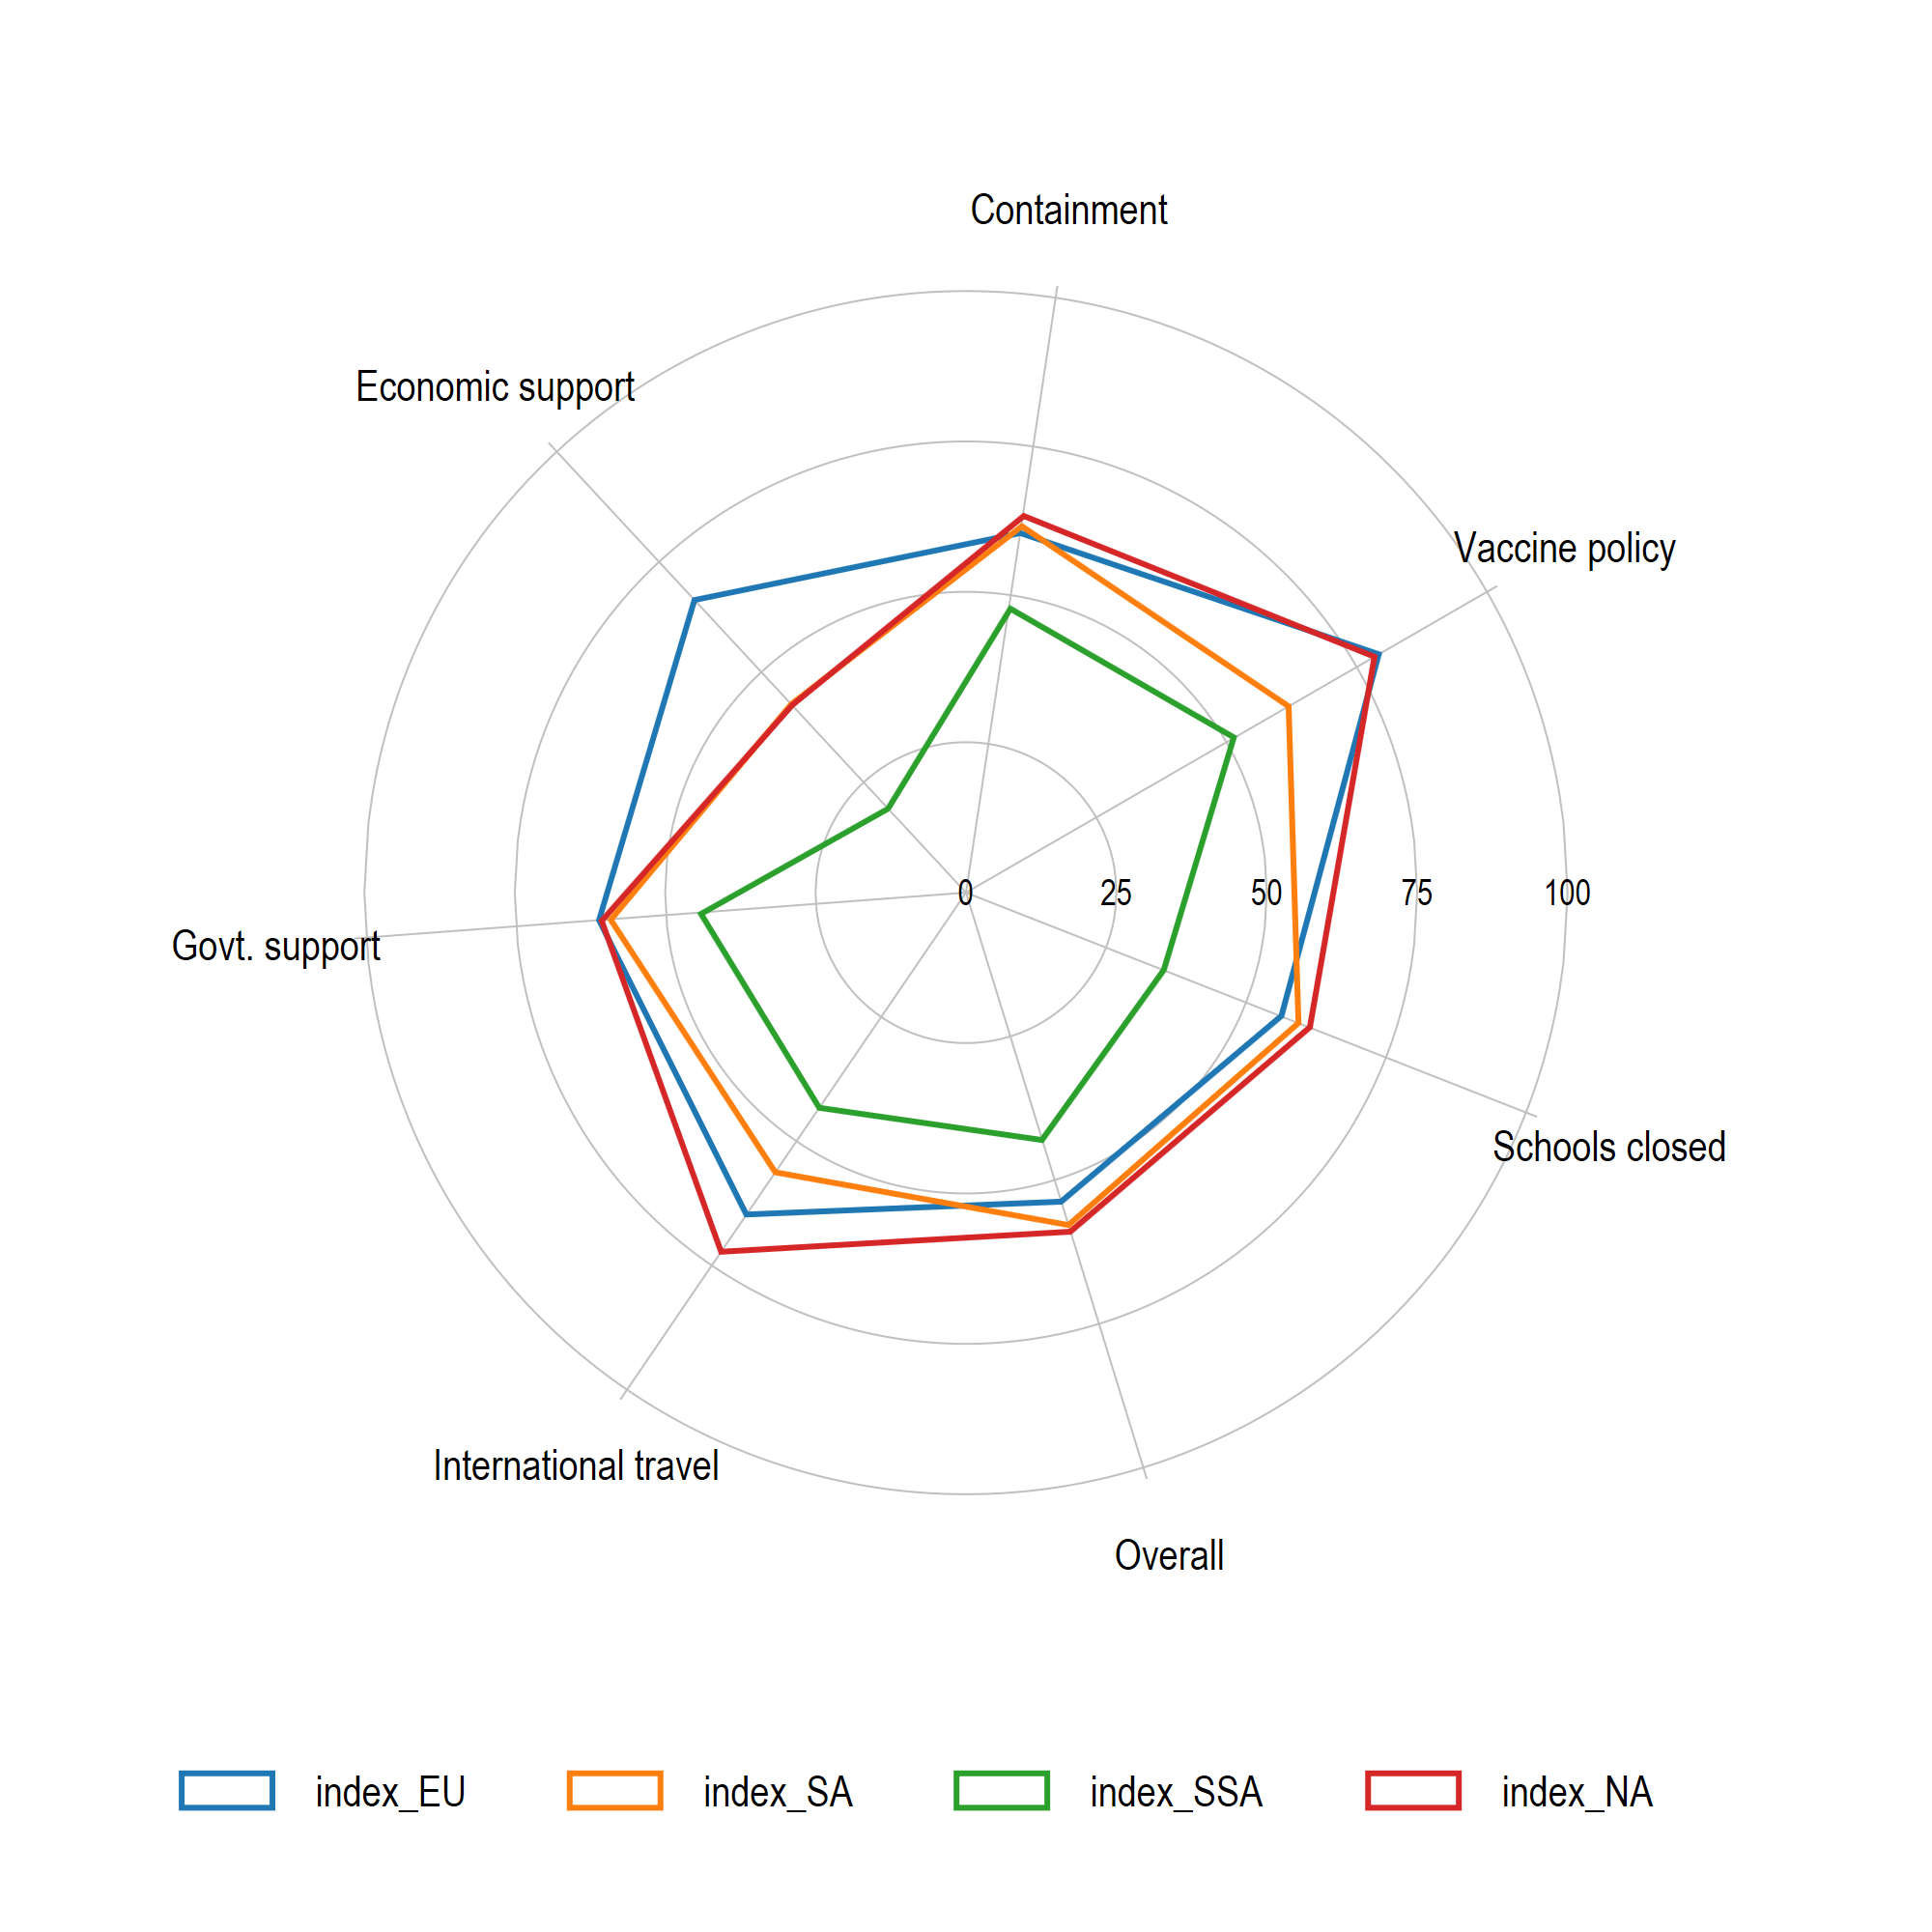 Containment
Economic support
Vaccine policy
0 25 50 75 100
Govt. support
Schools closed
International travel
Overall
index_EU index_SA index_SSA index_NA